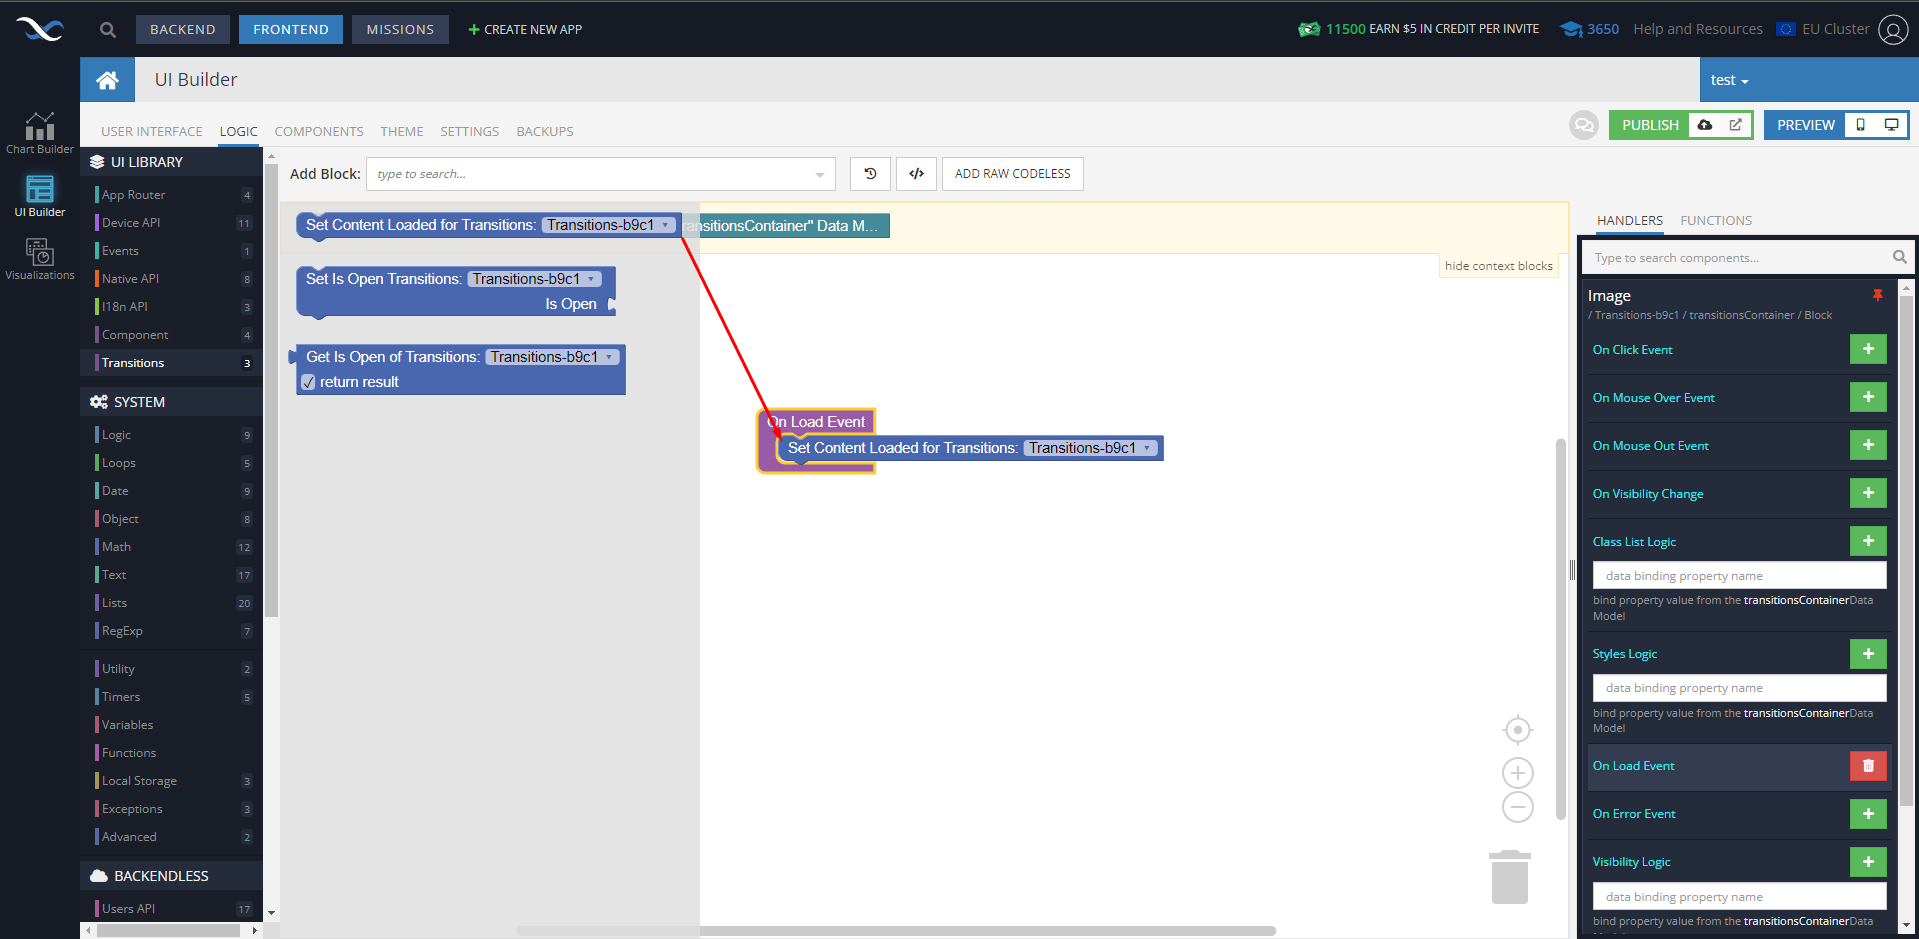 BACKEND
FRONTEND
MISSIONS
CREATE NEW APP
11500 EARN $5 IN CREDIT PER INVITE
3650
Help and Resources
EU Cluster
UI Builder
test
Chart Builder
UI Builder
Visualizations
USER INTERFACE
LOGIC
COMPONENTS
THEME
SETTINGS
BACKUPS
PUBLISH
PREVIEW
UI LIBRARY
App Router 4
Device API 11
Events 1
Native API 8
I18n API 3
Component 4
Transitions 3
SYSTEM
Logic 9
Loops 5
Date 9
Object 8
Math 12
Text 17
Lists 20
RegExp 7
Utility 2
Timers 5
Variables
Functions
Local Storage 3
Exceptions 3
Advanced 2
BACKENDLESS
Users API 17
Add Block:
type to search...
ADD RAW CODELESS
Set Content Loaded for Transitions: Transitions-b9c1
ansitionsContainer" Data M...
hide context blocks
Set Is Open Transitions: Transitions-b9c1
Is Open
Get Is Open of Transitions: Transitions-b9c1
return result
On Load Event
Set Content Loaded for Transitions: Transitions-b9c1
HANDLERS
FUNCTIONS
Type to search components...
Image
/ Transitions-b9c1 / transitionsContainer / Block
On Click Event
On Mouse Over Event
On Mouse Out Event
On Visibility Change
Class List Logic
data binding property name
bind property value from the transitionsContainerData
Model
Styles Logic
data binding property name
bind property value from the transitionsContainerData
Model
On Load Event
On Error Event
Visibility Logic
data binding property name
bind property value from the transitionsContainerData